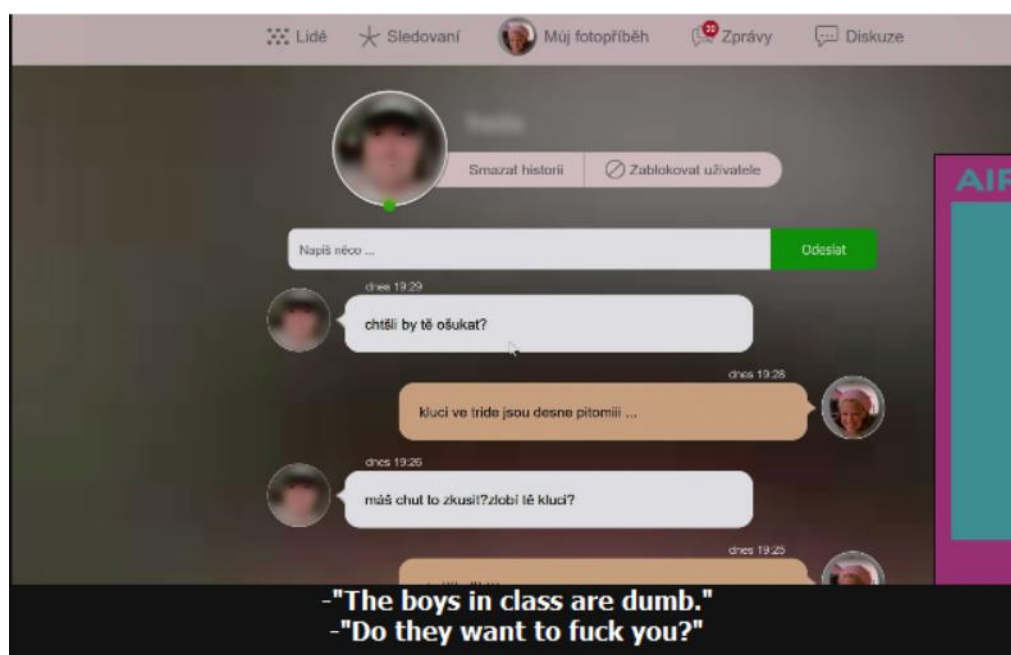 Lidé
Sledovaní
Můj fotopříběh
Zprávy
Diskuze
Smazat historii
Zablokovat uživatele
AIR
Napiš něco ...
Odeslat
dnes 19:29
chtšli by tě ošukat?
dnes 19:28
kluci ve tride jsou desne pitomiii ...
dnes 19:26
máš chut to zkusit?zlobí tě kluci?
dnes 19:25
-"The boys in class are dumb."
-"Do they want to fuck you?"